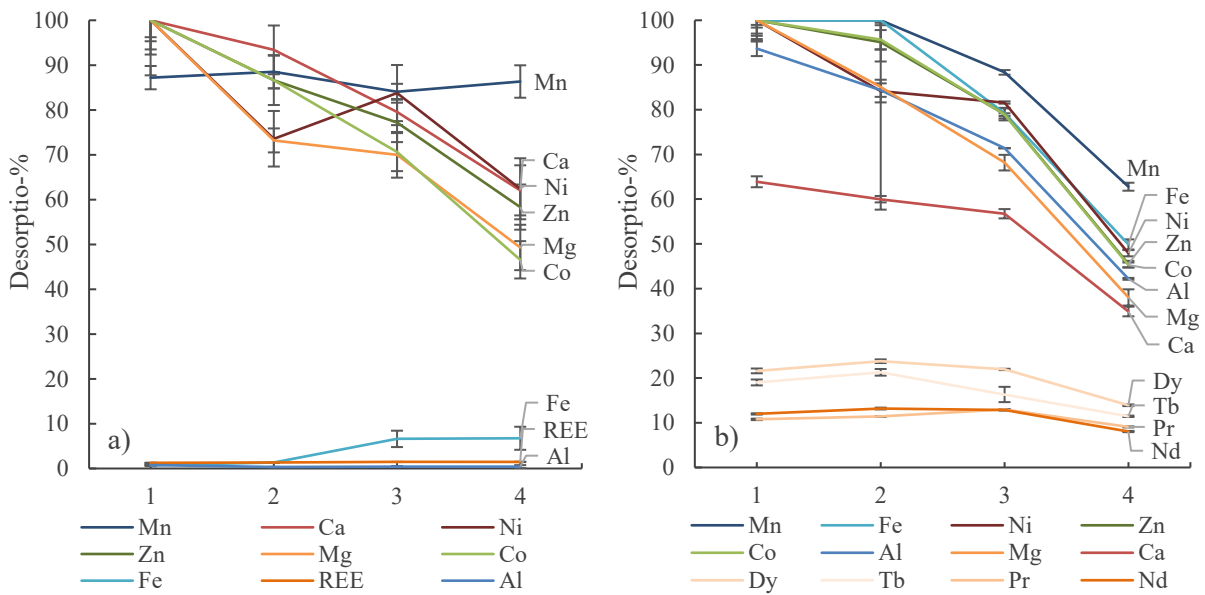 Desorptio-%
100
90
80
70
60
50
40
30
20
10
0
Mn
Ca
Ni
Zn
Mg
Co
Fe
REE
Al
a)
1 2 3 4
Mn Ca Ni
Zn Mg Co
Fe REE Al
Desorptio-%
100
90
80
70
60
50
40
30
20
10
0
Mn
Fe
Ni
Zn
Co
Al
Mg
Ca
Dy
Tb
Pr
Nd
b)
1 2 3 4
Mn Fe Ni Zn
Co Al Mg Ca
Dy Tb Pr Nd